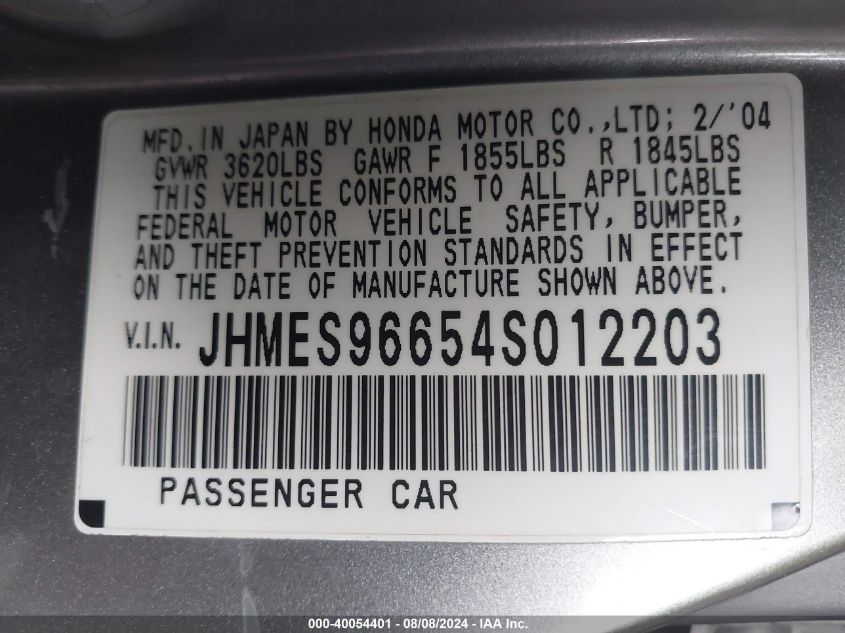 MFD.IN JAPAN BY HONDA MOTOR CO.,LTD; 2/'04
GVWR 3620LBS GAWR F 1855LBS R 1845LBS
THIS VEHICLE CONFORMS TO ALL APPLICABLE
FEDERAL MOTOR VEHICLE SAFETY, BUMPER,
AND THEFT PREVENTION STANDARDS IN EFFECT
ON THE DATE OF MANUFACTURE SHOWN ABOVE.
V.I.N. JHMES96654S012203
PASSENGER CAR
000-40054401 - 08/08/2024 - IAA Inc.